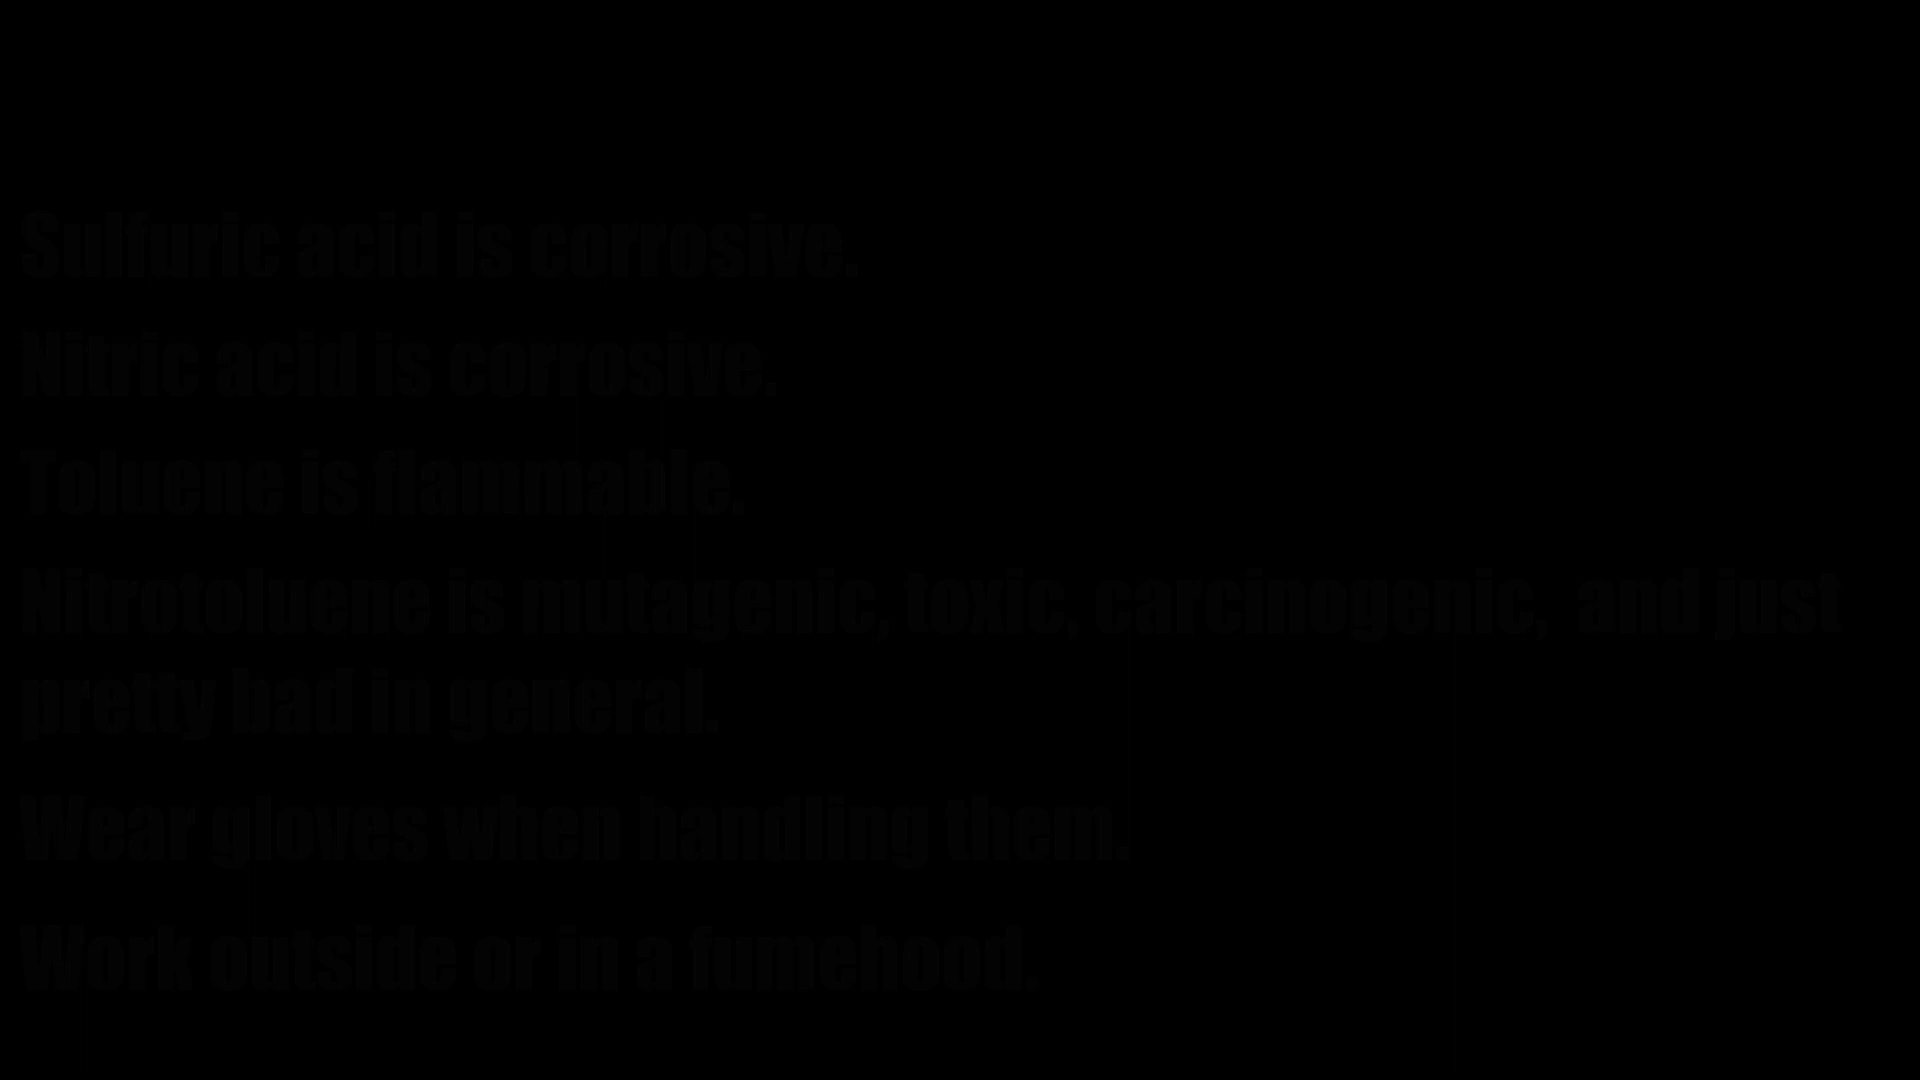 Sulfuric acid is corrosive.
Nitric acid is corrosive.
Toluene is flammable.
Nitrotoluene is mutagenic, toxic, carcinogenic, and just
pretty bad in general.
Wear gloves when handling them.
Work outside or in a fumehood.